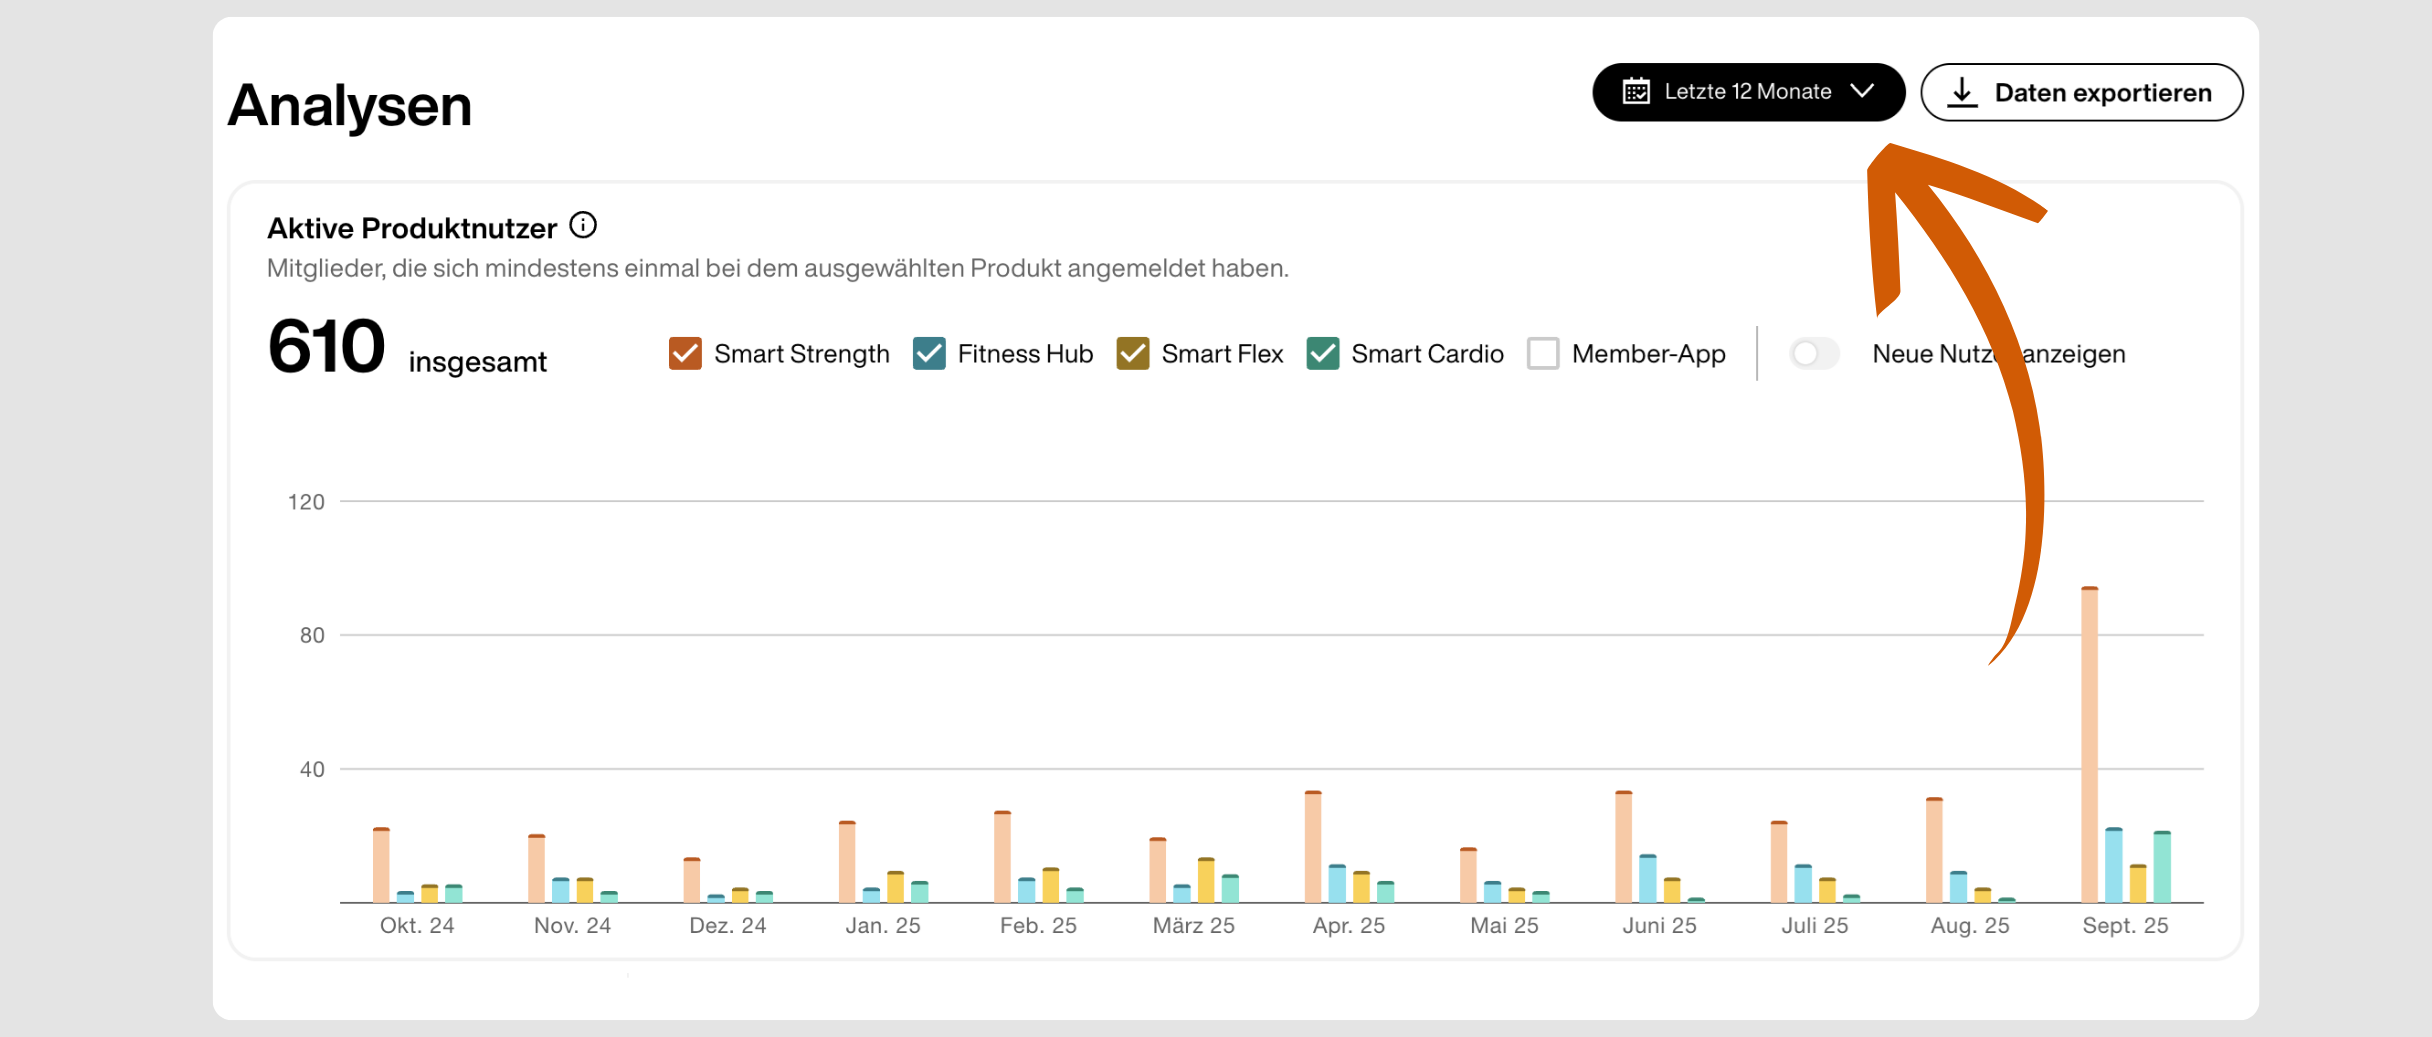 Analysen
Letzte 12 Monate
Daten exportieren
Aktive Produktnutzer
Mitglieder, die sich mindestens einmal bei dem ausgewählten Produkt angemeldet haben.
610 insgesamt
Smart Strength
Fitness Hub
Smart Flex
Smart Cardio
Member-App
Neue anzeigen
120
80
40
Okt. 24
Nov. 24
Dez. 24
Jan. 25
Feb. 25
März 25
Apr. 25
Mai 25
Juni 25
Juli 25
Aug. 25
Sept. 25